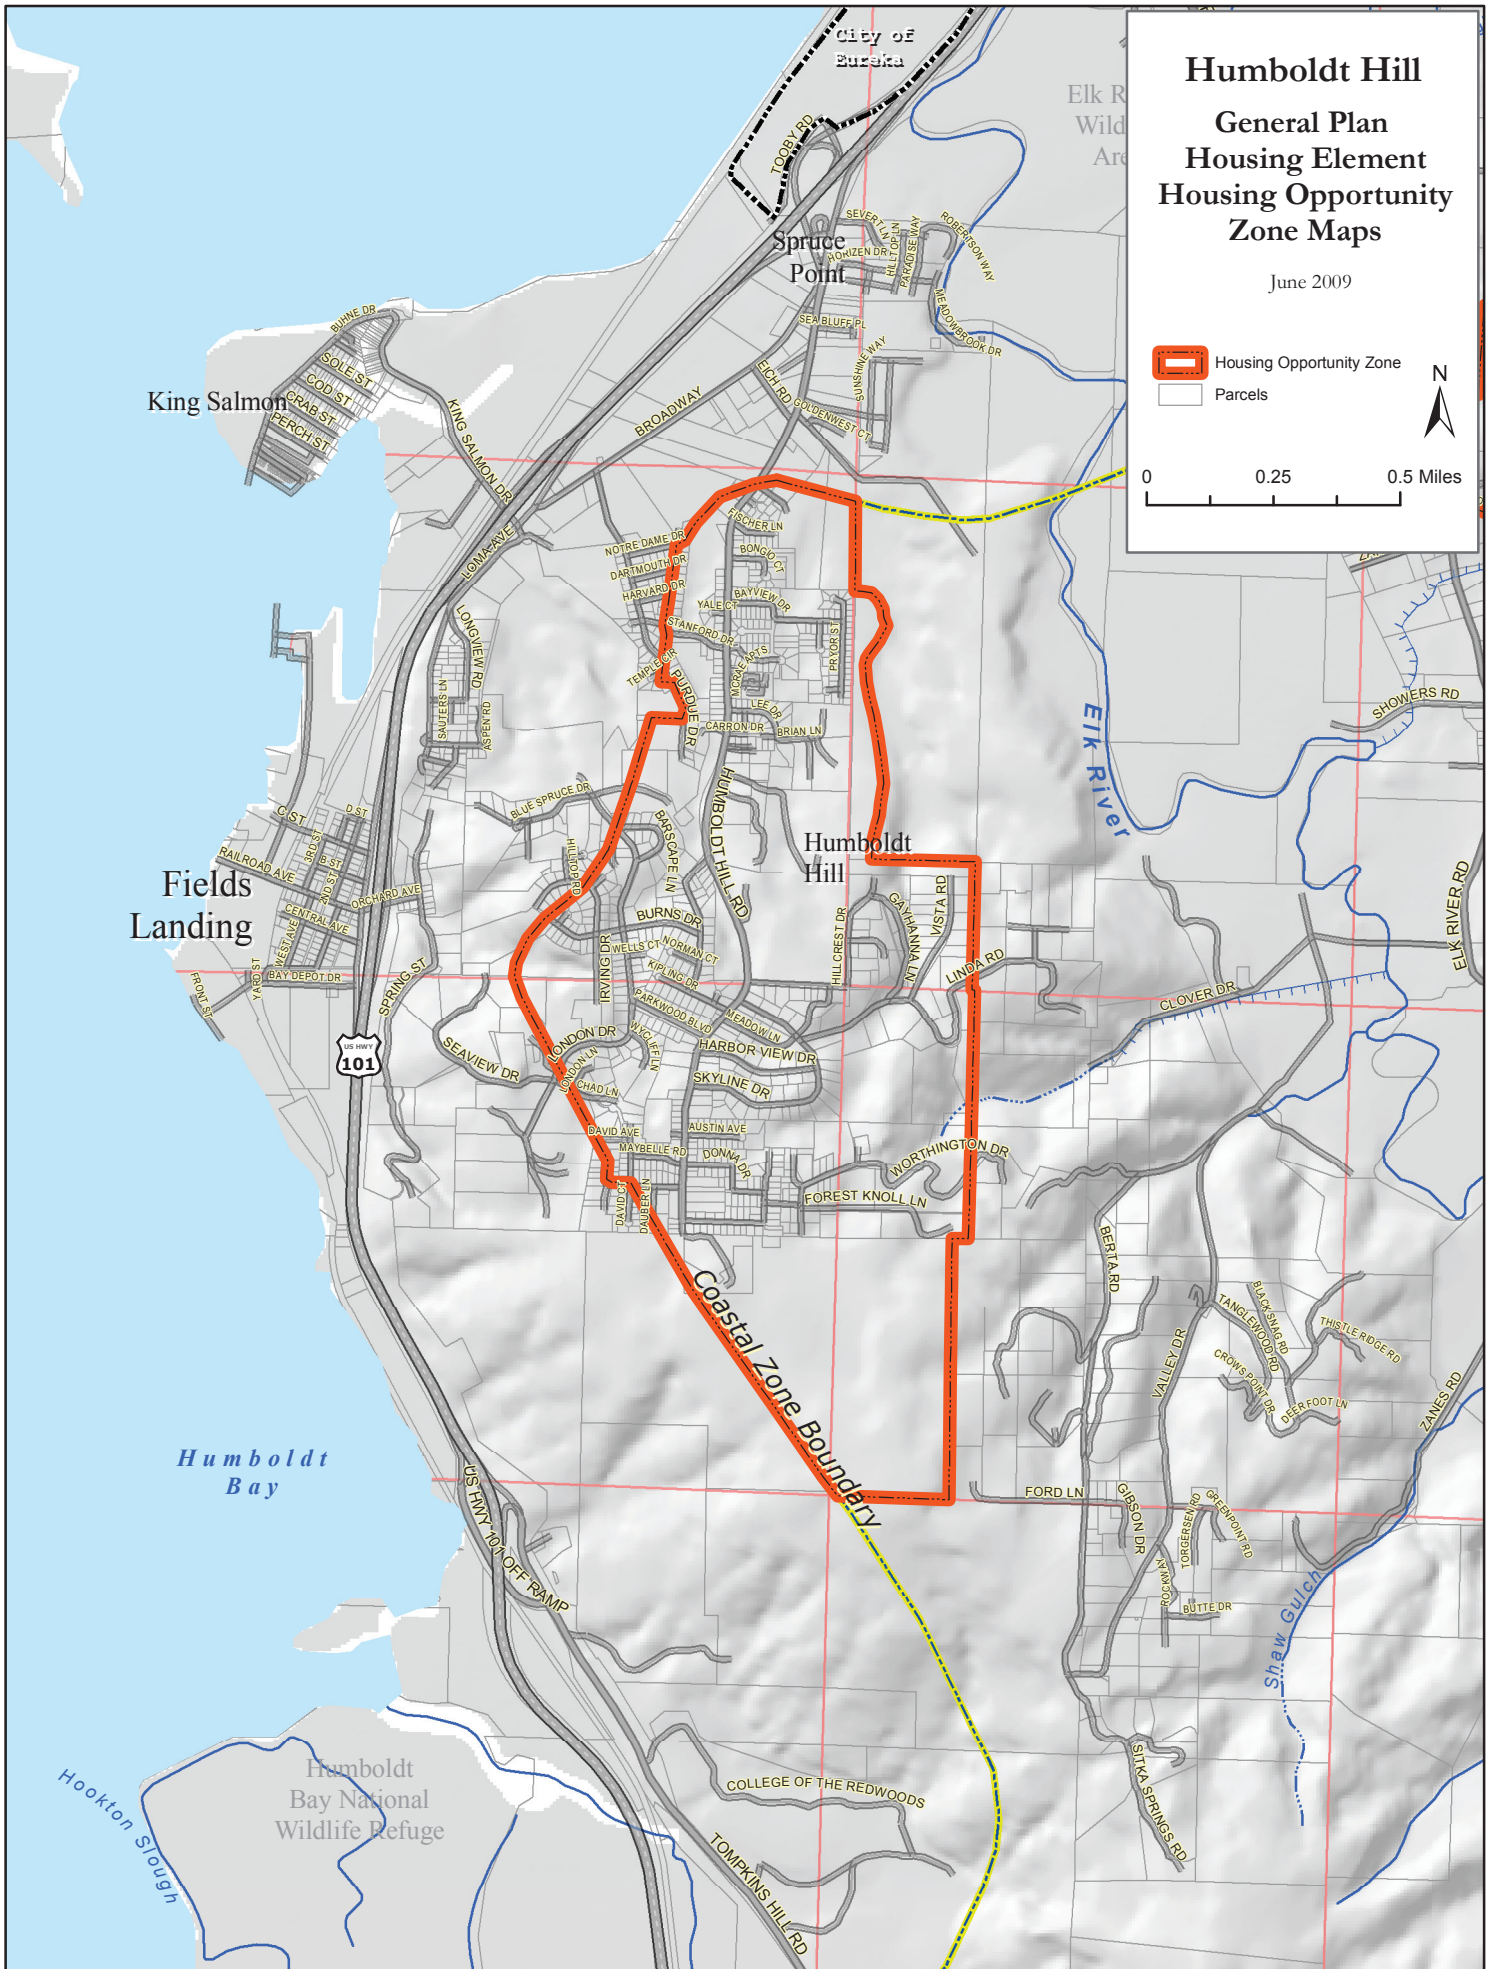 City of
Eureka
Elk R
Wild
Are
Humboldt Hill
General Plan
Housing Element
Housing Opportunity
Zone Maps
June 2009
Housing Opportunity Zone
Parcels
N
0 0.25 0.5 Miles
TOOBY RD
Spruce
Point
SEVERT LN
HORIZEN DR
HILLTOP LN
PARADISE WAY
ROBERTSON WAY
MEADOWBROOK DR
SEA BLUFF PL
SUNSHINE WAY
EICH RD
GOLDENWEST CT
BROADWAY
BUHNE DR
SOLE ST
COD ST
CRAB ST
PERCH ST
King Salmon
KING SALMON DR
LOMA AVE
NOTRE DAME DR
DARTMOUTH DR
HARVARD DR
FISCHER LN
BONGIO CT
YALE CT
BAYVIEW DR
STANFORD DR
PRYOR ST
TEMPLE CIR
MCRAE APTS
PURDUE DR
LEE DR
CARRON DR
BRIAN LN
LONGVIEW RD
SAUTERS LN
ASPEN RD
Elk River
SHOWERS RD
BLUE SPRUCE DR
BARSCAPE LN
HUMBOLDT HILL RD
Humboldt
Hill
HILLTOP RD
C ST
D ST
3RD ST
B ST
2ND ST
RAILROAD AVE
ORCHARD AVE
CENTRAL AVE
WEST AVE
Fields
Landing
BAY DEPOT DR
YARD ST
FRONT ST
SPRING ST
BURNS DR
WELLS CT
NORMAN CT
IRVING DR
KIPLING DR
PARKWOOD BLVD
MEADOW LN
HILL CREST DR
GAYHANNA LN
VISTA RD
LINDA RD
ELK RIVER RD
CLOVER DR
US HWY
101
SEAVIEW DR
LONDON DR
LONDON LN
WYCLIFF LN
HARBOR VIEW DR
SKYLINE DR
CHAD LN
DAVID AVE
AUSTIN AVE
MAYBELLE RD
DONNA DR
WORTHINGTON DR
FOREST KNOLL LN
DAVID CT
DAUBER LN
Coastal Zone Boundary
BERTA RD
VALLEY DR
BLACK SNAG RD
TANGLEWOOD RD
THISTLE RIDGE RD
CROWS POINT DR
DEER FOOT LN
ZANES RD
Humboldt
Bay
US HWY 101 OFF RAMP
FORD LN
GIBSON DR
TORGERSEN RD
GREENPOINT RD
ROCKWAY
BUTTE DR
Shaw Gulch
SITKA SPRINGS RD
Humboldt
Bay National
Wildlife Refuge
Hookton Slough
COLLEGE OF THE REDWOODS
TOMPKINS HILL RD